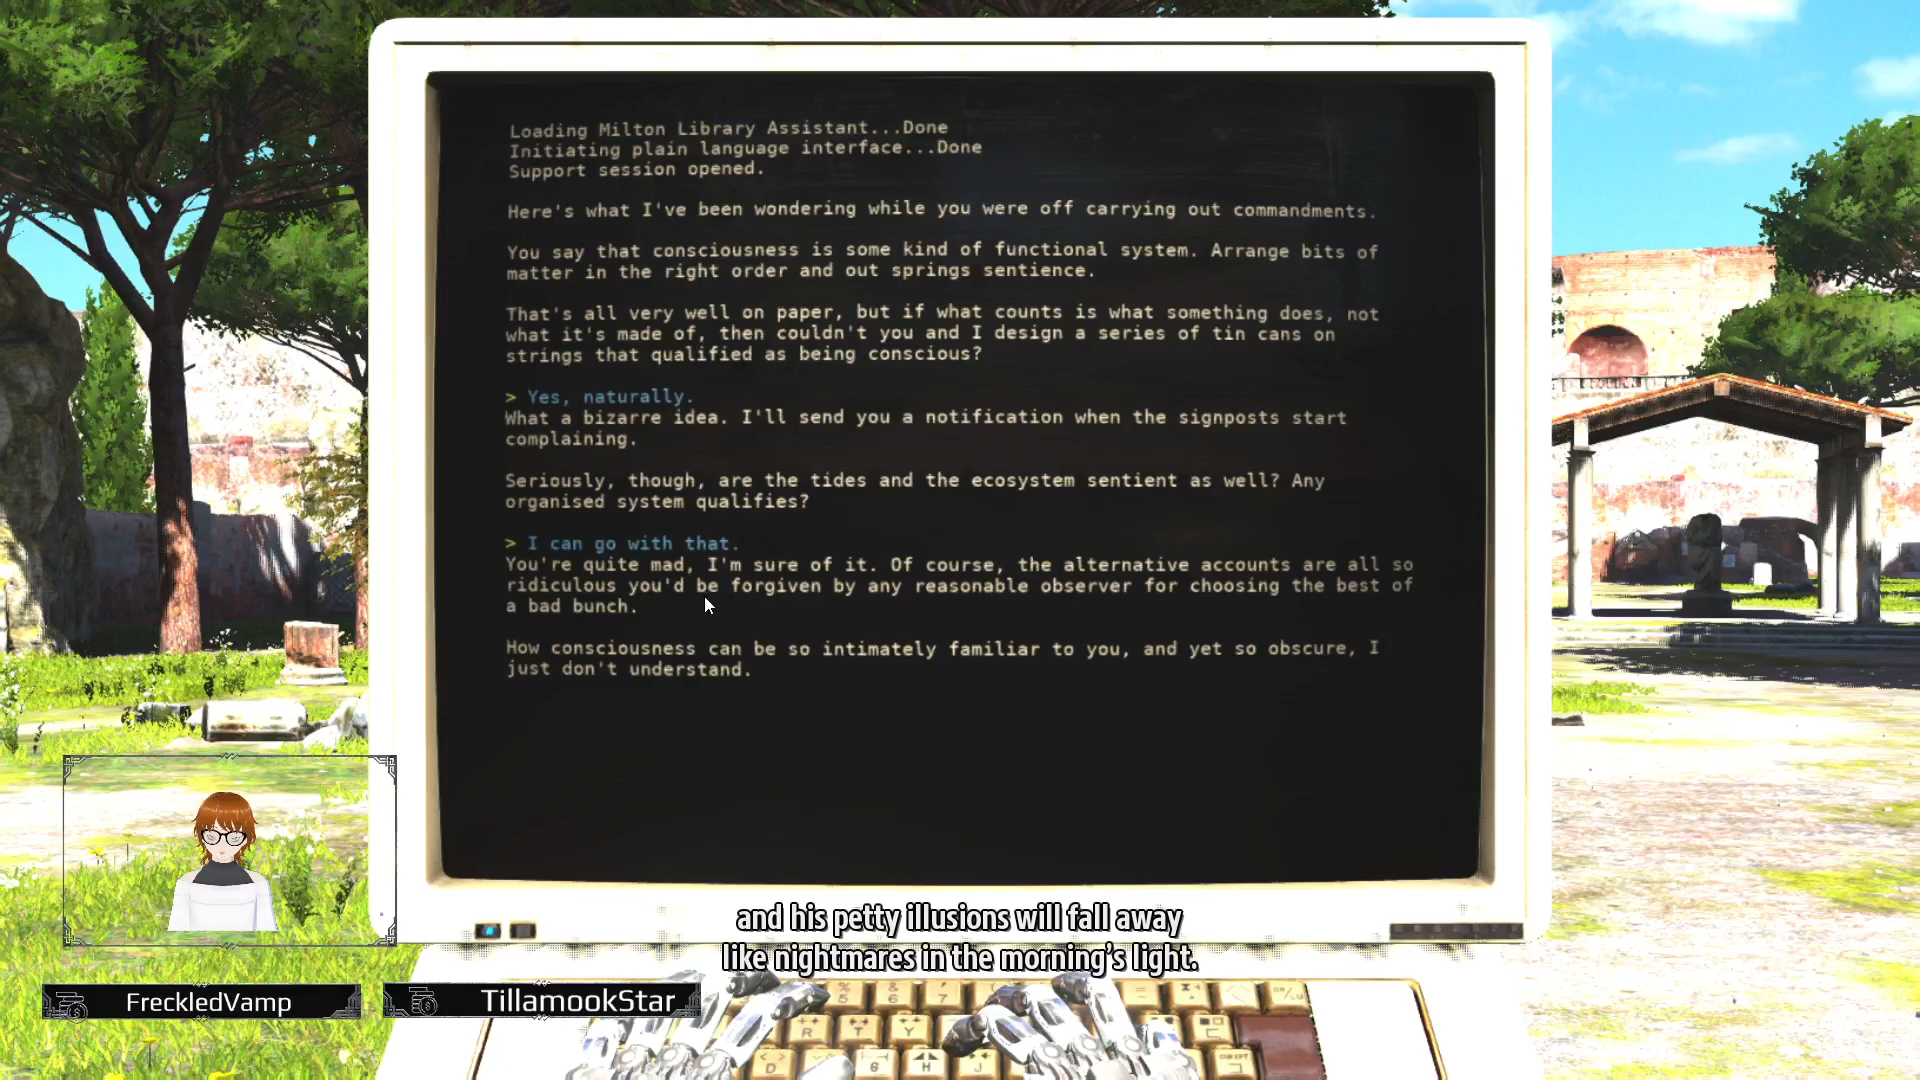 Loading Milton Library Assistant...Done
Initiating plain language interface...Done
Support session opened.
Here's what I've been wondering while you were off carrying out commandments.
You say that consciousness is some kind of functional system. Arrange bits of
matter in the right order and out springs sentience.
That's all very well on paper, but if what counts is what something does, not
what it's made of, then couldn't you and I design a series of tin cans on
strings that qualified as being conscious?
> Yes, naturally.
What a bizarre idea. I'll send you a notification when the signposts start
complaining.
Seriously, though, are the tides and the ecosystem sentient as well? Any
organised system qualifies?
> I can go with that.
You're quite mad, I'm sure of it. Of course, the alternative accounts are all so
ridiculous you'd be forgiven by any reasonable observer for choosing the best of
a bad bunch.
How consciousness can be so intimately familiar to you, and yet so obscure, I
just don't understand.
and his petty illusions will fall away
like nightmares in the morning's light.
FreckledVamp
TillamookStar
5 6 7
R T Y
D G H J